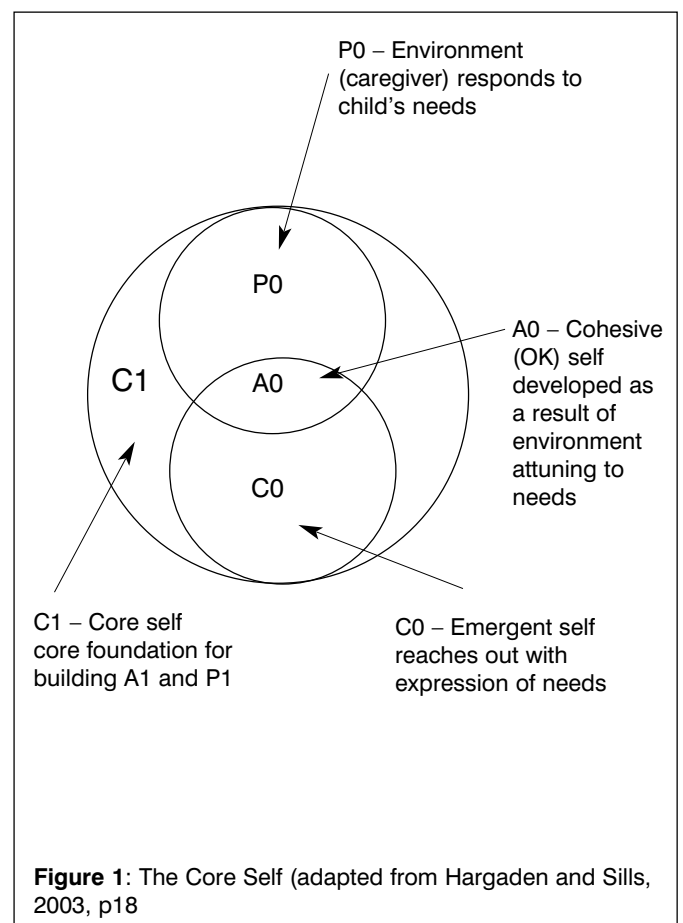 P0 – Environment
(caregiver) responds to
child's needs
P0
A0 – Cohesive
(OK) self
developed as
a result of
environment
attuning to
needs
C1
A0
C0
C1 – Core self
core foundation for
building A1 and P1
C0 – Emergent self
reaches out with
expression of needs
Figure 1: The Core Self (adapted from Hargaden and Sills,
2003, p18